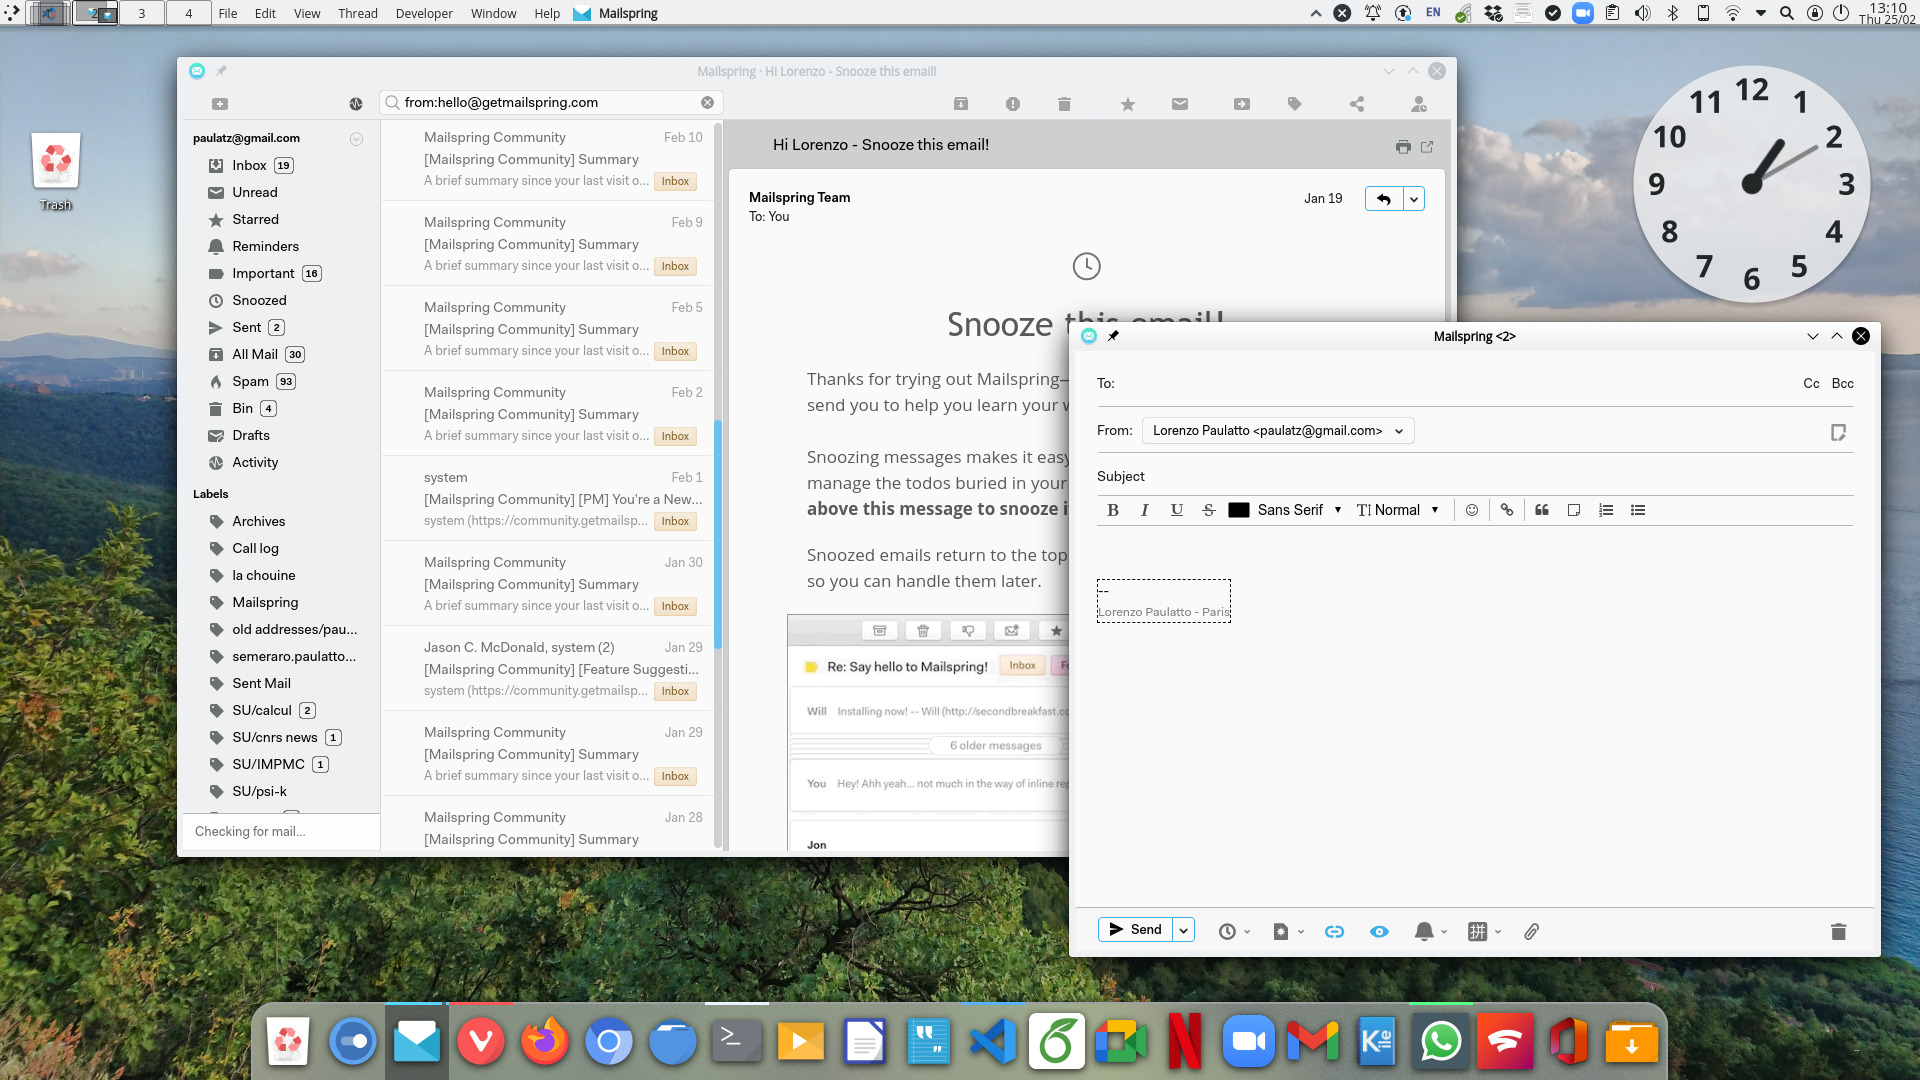 2
3
4
File Edit View Thread Developer Window Help Mailspring
EN
13:10
Thu 25/02
Trash
Mailspring · Hi Lorenzo - Snooze this email!
from:hello@getmailspring.com
paulatz@gmail.com
Inbox 19
Unread
Starred
Reminders
Important 16
Snoozed
Sent 2
All Mail 30
Spam 93
Bin 4
Drafts
Activity
Labels
Archives
Call log
la chouine
Mailspring
old addresses/pau...
semeraro.paulatto...
Sent Mail
SU/calcul 2
SU/cnrs news 1
SU/IMPMC 1
SU/psi-k
Checking for mail...
Mailspring Community Feb 10
[Mailspring Community] Summary
A brief summary since your last visit o... Inbox
Mailspring Community Feb 9
[Mailspring Community] Summary
A brief summary since your last visit o... Inbox
Mailspring Community Feb 5
[Mailspring Community] Summary
A brief summary since your last visit o... Inbox
Mailspring Community Feb 2
[Mailspring Community] Summary
A brief summary since your last visit o... Inbox
system Feb 1
[Mailspring Community] [PM] You're a New...
system (https://community.getmailsp... Inbox
Mailspring Community Jan 30
[Mailspring Community] Summary
A brief summary since your last visit o... Inbox
Jason C. McDonald, system (2) Jan 29
[Mailspring Community] [Feature Suggesti...
system (https://community.getmailsp... Inbox
Mailspring Community Jan 29
[Mailspring Community] Summary
A brief summary since your last visit o... Inbox
Mailspring Community Jan 28
[Mailspring Community] Summary
Hi Lorenzo - Snooze this email!
Mailspring Team Jan 19
To: You
Snooze this email!
Thanks for trying out Mailspring—
send you to help you learn your
Snoozing messages makes it easy
manage the todos buried in your
above this message to snooze
Snoozed emails return to the top
so you can handle them later.
Re: Say hello to Mailspring! Inbox
Will Installing now! -- Will (http://secondbreakfast.co
6 older messages
You Hey! Ahh yeah... not much in the way of inline rep
Jon
12
1
2
3
4
5
6
7
8
9
10
11
Mailspring <2>
To: Cc Bcc
From: Lorenzo Paulatto <paulatz@gmail.com>
Subject
B I U S Sans Serif Normal
--
Lorenzo Paulatto - Paris
Send 拼
Kile